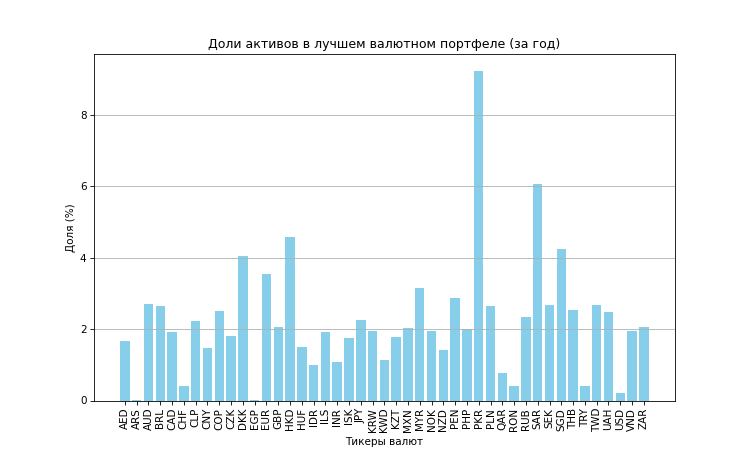 Доли активов в лучшем валютном портфеле (за год)
Доля (%)
8
6
4
2
0
AED ARS AUD BRL CAD CHF CLP CNY COP CZK DKK EGP EUR GBP HKD HUF IDR ILS INR ISK JPY KRW KWD KZT MXN MYR NOK NZD PEN PHP PKR PLN QAR RON RUB SAR SEK SGD THB TRY TWD UAH USD VND ZAR
Тикеры валют